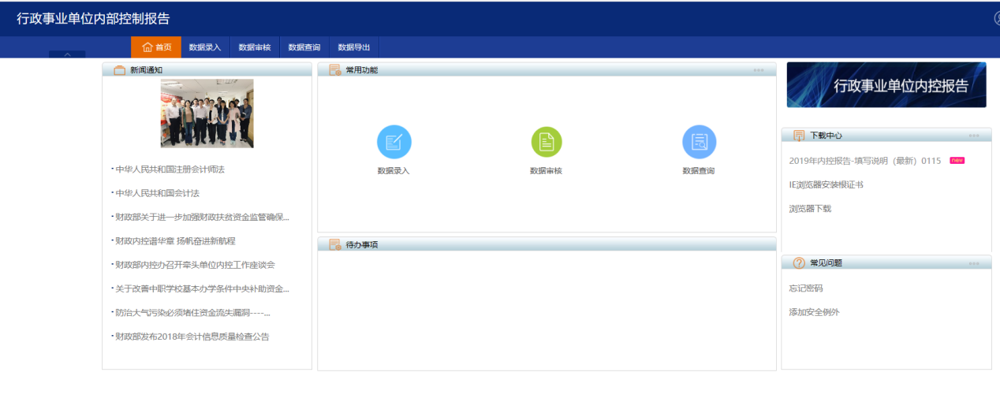 行政事业单位内部控制报告
首页 数据录入 数据审核 数据查询 数据导出
新闻通知
中华人民共和国注册会计师法
中华人民共和国会计法
财政部关于进一步加强财政扶贫资金监管确保...
财政内控谱华章 扬帆奋进新航程
财政部内控办召开牵头单位内控工作座谈会
关于改善中职学校基本办学条件中央补助资金...
防治大气污染必须堵住资金流失漏洞----...
财政部发布2018年会计信息质量检查公告
常用功能
数据录入 数据审核 数据查询
待办事项
行政事业单位内控报告
下载中心
2019年内控报告-填写说明（最新）0115 new
IE浏览器安装根证书
浏览器下载
常见问题
忘记密码
添加安全例外